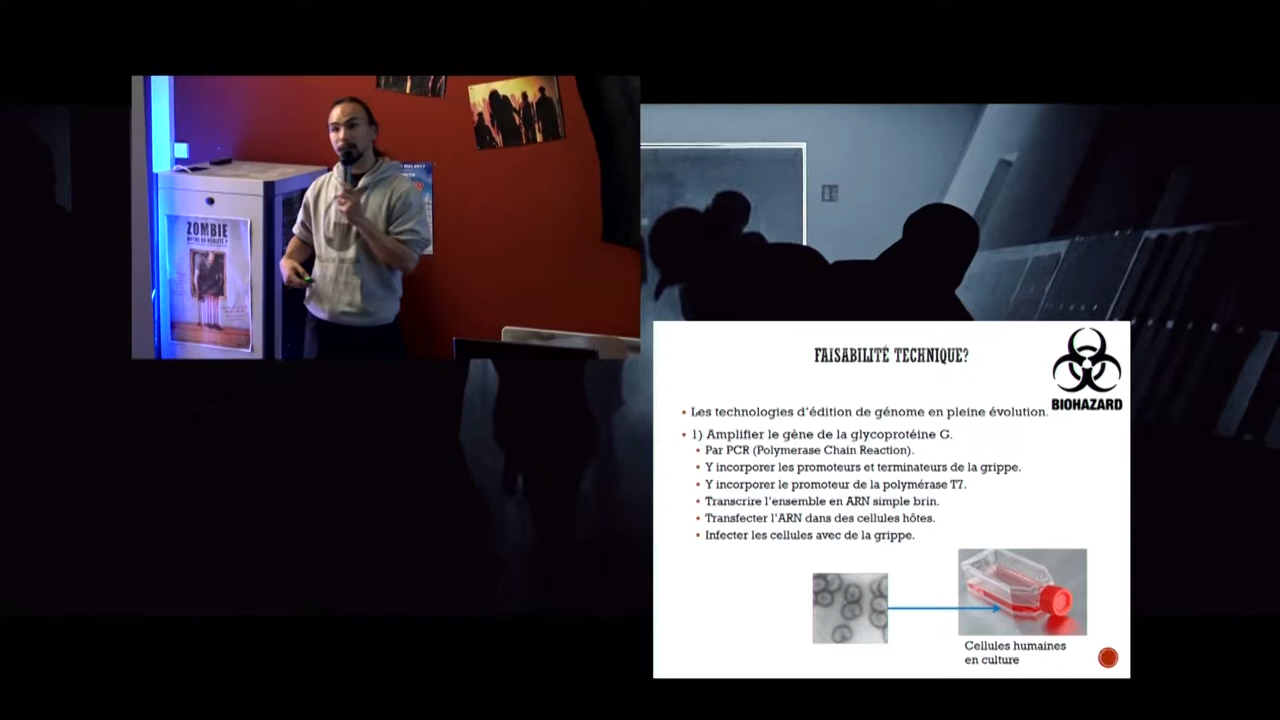 ZOMBIE
MYTHE OU RÉALITÉ ?
FAISABILITÉ TECHNIQUE?
BIOHAZARD
• Les technologies d'édition de génome en pleine évolution.
• 1) Amplifier le gène de la glycoprotéine G.
• Par PCR (Polymerase Chain Reaction).
• Y incorporer les promoteurs et terminateurs de la grippe.
• Y incorporer le promoteur de la polymérase T7.
• Transcrire l'ensemble en ARN simple brin.
• Transfecter l'ARN dans des cellules hôtes.
• Infecter les cellules avec de la grippe.
Cellules humaines
en culture